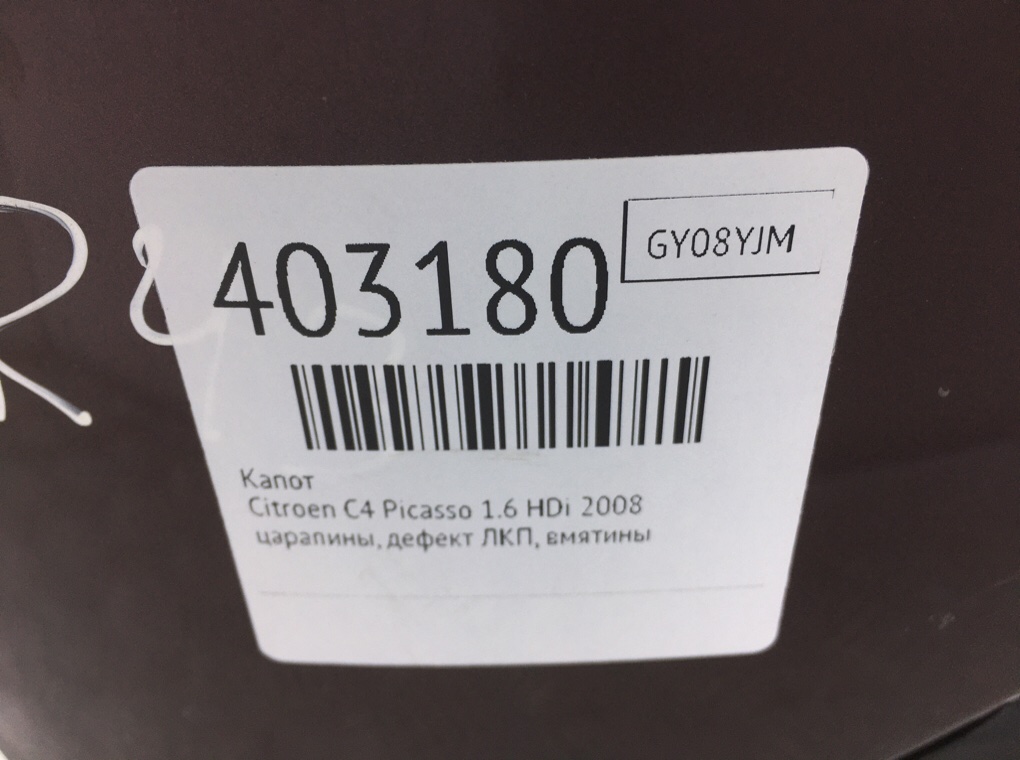 403180
GY08YJM
Капот
Citroen C4 Picasso 1.6 HDi 2008
царапины, дефект ЛКП, вмятины